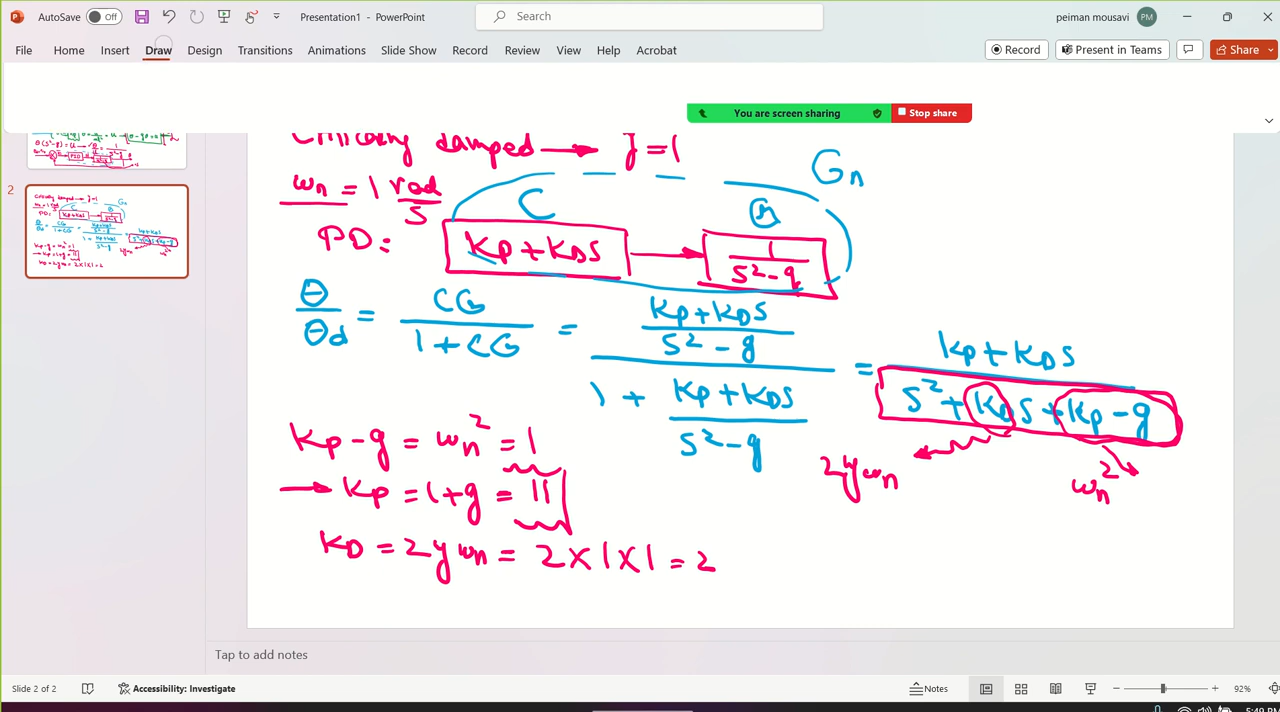 AutoSave Off Presentation1 - PowerPoint Search peiman mousavi PM
File Home Insert Draw Design Transitions Animations Slide Show Record Review View Help Acrobat Record Present in Teams Share
You are screen sharing Stop share
2
Critically damped → ζ = 1
Gn
ωn = 1 rad/s
C G
PD: KP + KDS → 1/(S² - g)
θ/θd = CG/(1 + CG) = ((KP + KDS)/(S² - g))/(1 + (KP + KDS)/(S² - g)) = (KP + KDS)/(S² + KDS + KP - g)
2ζωn ωn²
KP - g = ωn² = 1
→ KP = 1 + g = 11
KD = 2ζωn = 2 × 1 × 1 = 2
Tap to add notes
Slide 2 of 2 Accessibility: Investigate Notes 92%
5:49 PM